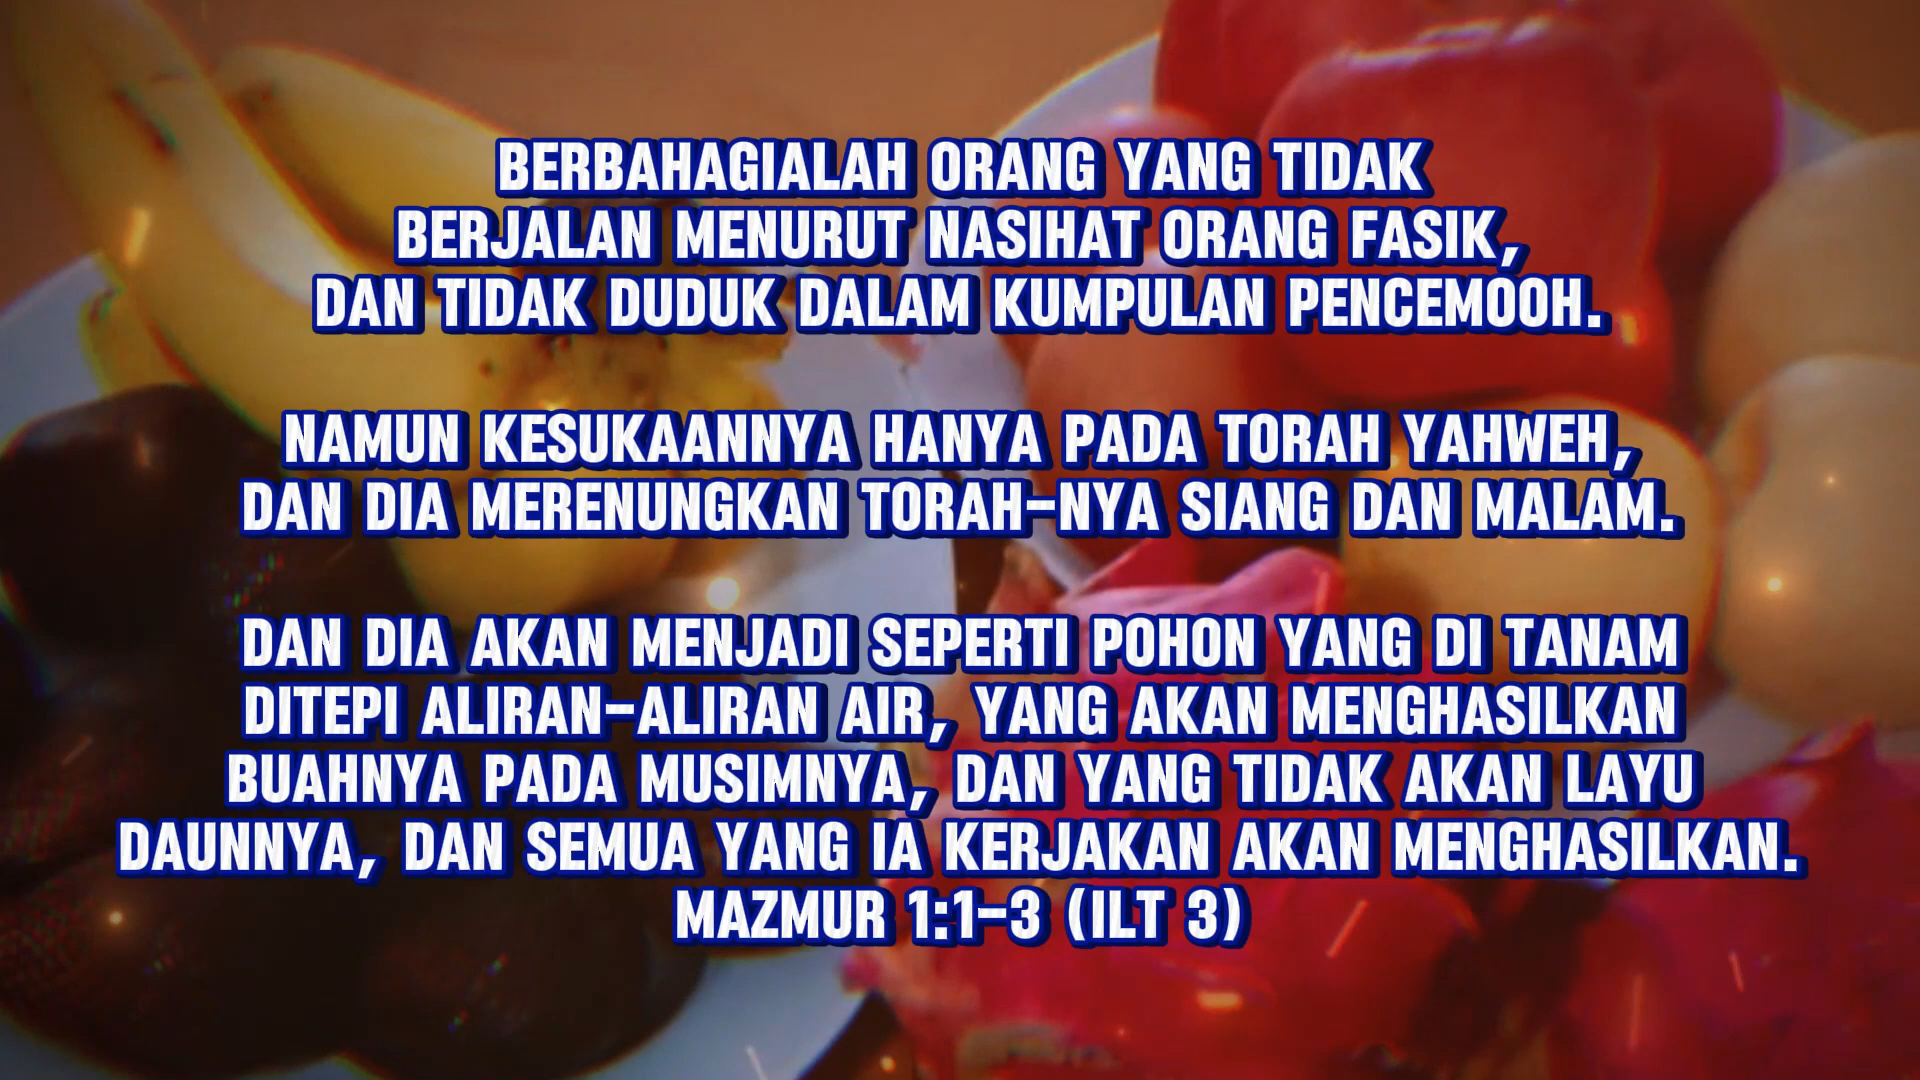 BERBAHAGIALAH ORANG YANG TIDAK
BERJALAN MENURUT NASIHAT ORANG FASIK,
DAN TIDAK DUDUK DALAM KUMPULAN PENCEMOOH.
NAMUN KESUKAANNYA HANYA PADA TORAH YAHWEH,
DAN DIA MERENUNGKAN TORAH-NYA SIANG DAN MALAM.
DAN DIA AKAN MENJADI SEPERTI POHON YANG DI TANAM
DITEPI ALIRAN-ALIRAN AIR, YANG AKAN MENGHASILKAN
BUAHNYA PADA MUSIMNYA, DAN YANG TIDAK AKAN LAYU
DAUNNYA, DAN SEMUA YANG IA KERJAKAN AKAN MENGHASILKAN.
MAZMUR 1:1-3 (ILT 3)